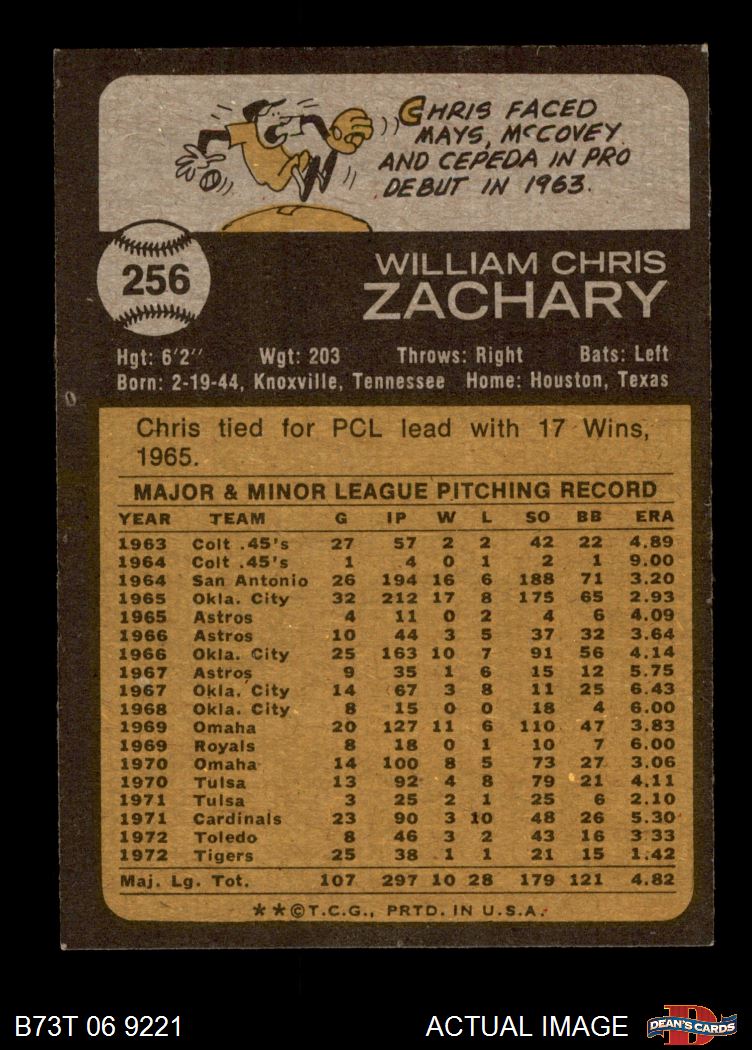 CHRIS FACED
MAYS, McCOVEY
AND CEPEDA IN PRO
DEBUT IN 1963.
256
WILLIAM CHRIS
ZACHARY
Hgt: 6'2" Wgt: 203 Throws: Right Bats: Left
Born: 2-19-44, Knoxville, Tennessee Home: Houston, Texas
Chris tied for PCL lead with 17 Wins,
1965.
MAJOR & MINOR LEAGUE PITCHING RECORD
YEAR TEAM G IP W L SO BB ERA
1963 Colt .45's 27 57 2 2 42 22 4.89
1964 Colt .45's 1 4 0 1 2 1 9.00
1964 San Antonio 26 194 16 6 188 71 3.20
1965 Okla. City 32 212 17 8 175 65 2.93
1965 Astros 4 11 0 2 4 6 4.09
1966 Astros 10 44 3 5 37 32 3.64
1966 Okla. City 25 163 10 7 91 56 4.14
1967 Astros 9 35 1 6 15 12 5.75
1967 Okla. City 14 67 3 8 11 25 6.43
1968 Okla. City 8 15 0 0 18 4 6.00
1969 Omaha 20 127 11 6 110 47 3.83
1969 Royals 8 18 0 1 10 7 6.00
1970 Omaha 14 100 8 5 73 27 3.06
1970 Tulsa 13 92 4 8 79 21 4.11
1971 Tulsa 3 25 2 1 25 6 2.10
1971 Cardinals 23 90 3 10 48 26 5.30
1972 Toledo 8 46 3 2 43 16 3.33
1972 Tigers 25 38 1 1 21 15 1.42
Maj. Lg. Tot. 107 297 10 28 179 121 4.82
**©T.C.G., PRTD. IN U.S.A.
B73T 06 9221 ACTUAL IMAGE
D
DEAN'S CARDS